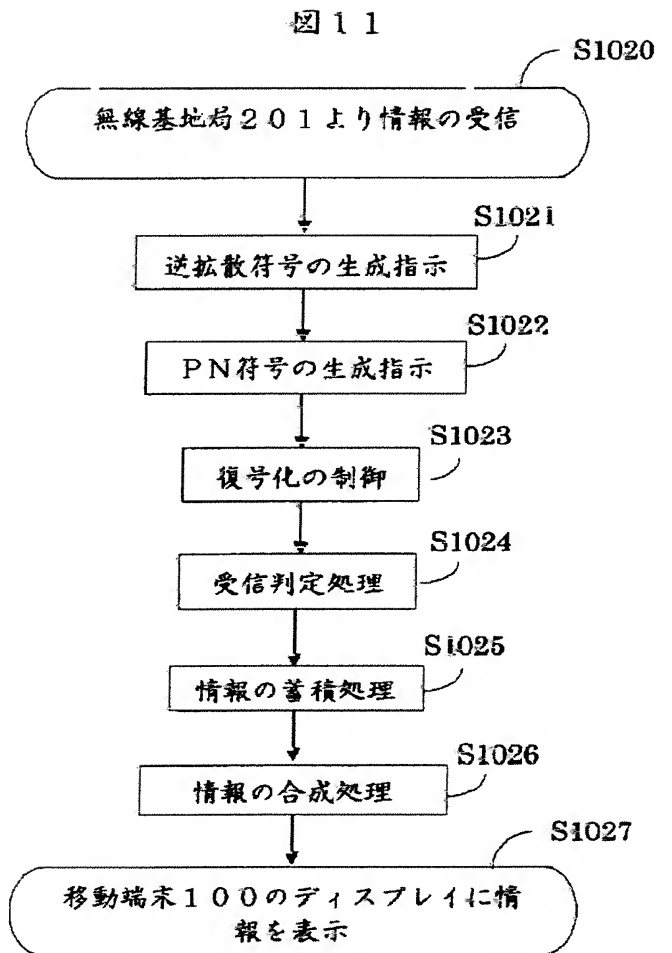 図11
S1020
無線基地局201より情報の受信
S1021
逆拡散符号の生成指示
S1022
PN符号の生成指示
S1023
復号化の制御
S1024
受信判定処理
S1025
情報の蓄積処理
S1026
情報の合成処理
S1027
移動端末100のディスプレイに情
報を表示